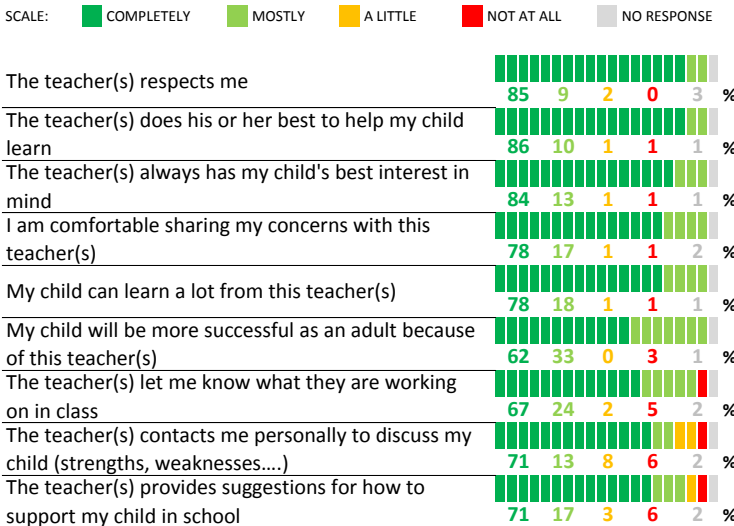 SCALE: COMPLETELY MOSTLY A LITTLE NOT AT ALL NO RESPONSE
The teacher(s) respects me
85 9 2 0 3 %
The teacher(s) does his or her best to help my child
learn
86 10 1 1 1 %
The teacher(s) always has my child's best interest in
mind
84 13 1 1 1 %
I am comfortable sharing my concerns with this
teacher(s)
78 17 1 1 2 %
My child can learn a lot from this teacher(s)
78 18 1 1 1 %
My child will be more successful as an adult because
of this teacher(s)
62 33 0 3 1 %
The teacher(s) let me know what they are working
on in class
67 24 2 5 2 %
The teacher(s) contacts me personally to discuss my
child (strengths, weaknesses....)
71 13 8 6 2 %
The teacher(s) provides suggestions for how to
support my child in school
71 17 3 6 2 %